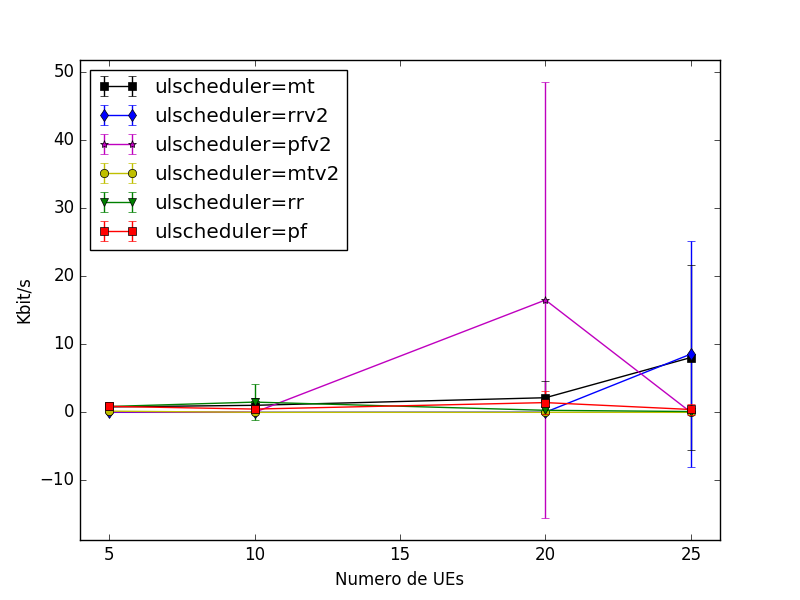 50
40
30
20
10
0
−10
Kbit/s
ulscheduler=mt
ulscheduler=rrv2
ulscheduler=pfv2
ulscheduler=mtv2
ulscheduler=rr
ulscheduler=pf
5 10 15 20 25
Numero de UEs